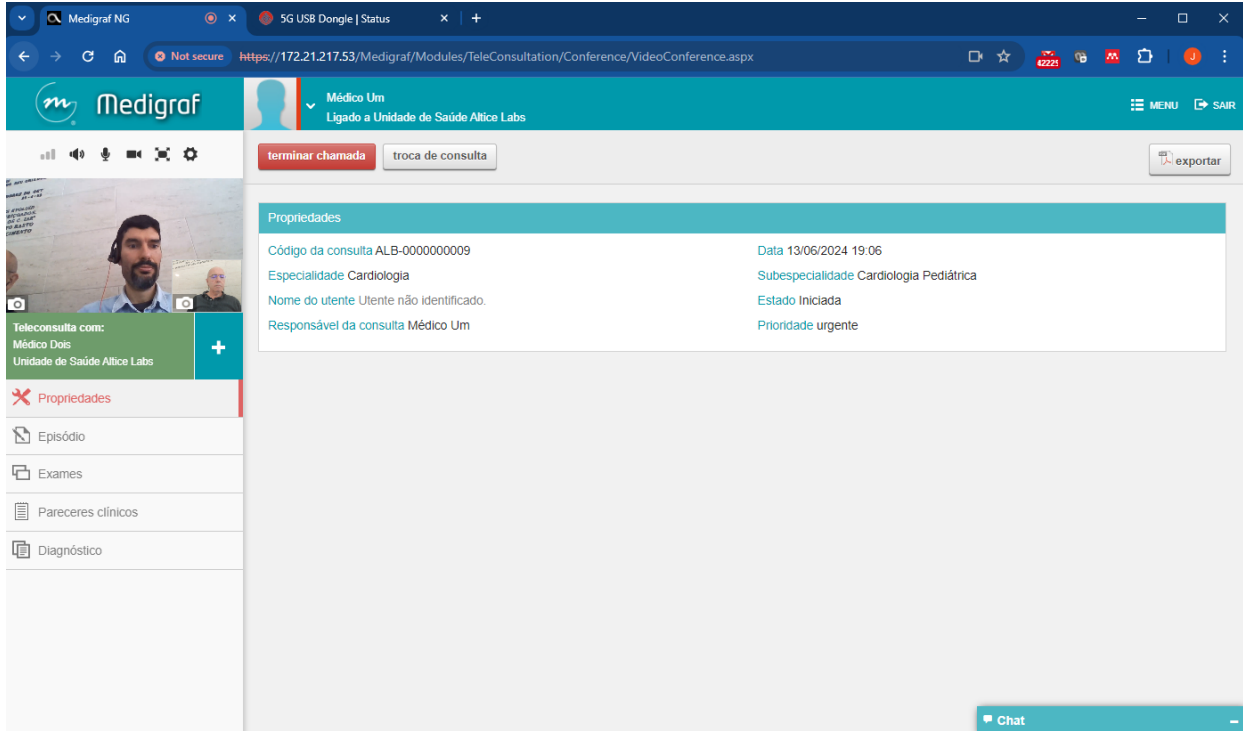 Medigraf NG
5G USB Dongle | Status
Not secure https://172.21.217.53/Medigraf/Modules/TeleConsultation/Conference/VideoConference.aspx
42225
J
m Medigraf
Médico Um
Ligado a Unidade de Saúde Altice Labs
MENU SAIR
terminar chamada troca de consulta exportar
Propriedades
Código da consulta ALB-0000000009 Data 13/06/2024 19:06
Especialidade Cardiologia Subespecialidade Cardiologia Pediátrica
Nome do utente Utente não identificado. Estado Iniciada
Responsável da consulta Médico Um Prioridade urgente
Teleconsulta com:
Médico Dois
Unidade de Saúde Altice Labs
Propriedades
Episódio
Exames
Pareceres clínicos
Diagnóstico
Chat